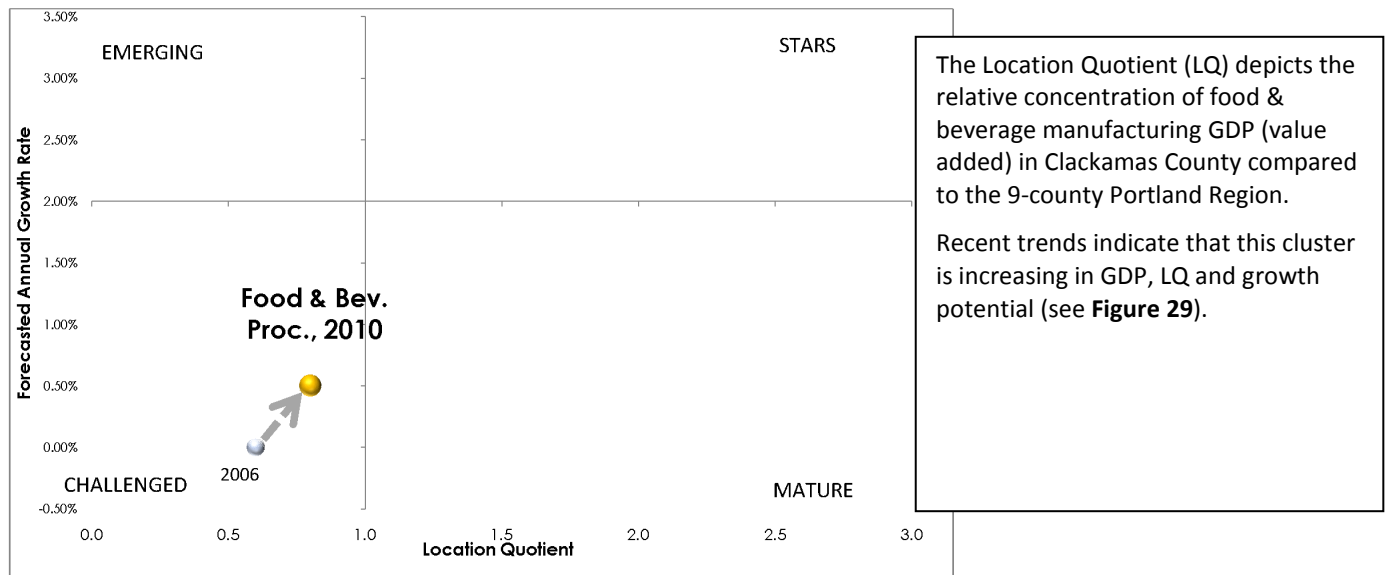 3.50%
EMERGING
STARS
3.00%
2.50%
2.00%
1.50%
1.00%
0.50%
0.00%
-0.50%
Forecasted Annual Growth Rate
Food & Bev.
Proc., 2010
2006
CHALLENGED
MATURE
0.0 0.5 1.0 1.5 2.0 2.5 3.0
Location Quotient
The Location Quotient (LQ) depicts the
relative concentration of food &
beverage manufacturing GDP (value
added) in Clackamas County compared
to the 9-county Portland Region.
Recent trends indicate that this cluster
is increasing in GDP, LQ and growth
potential (see Figure 29).